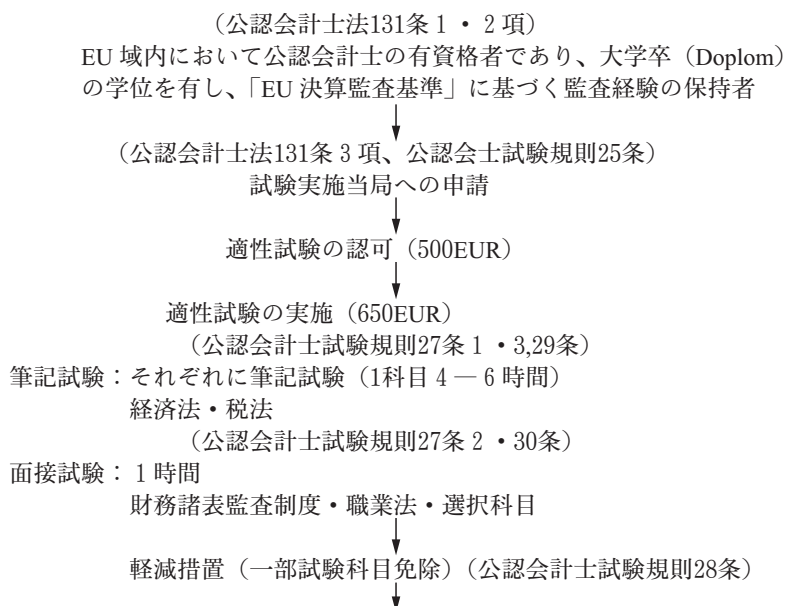 （公認会計士法131条１・２項）
EU 域内において公認会計士の有資格者であり、大学卒（Doplom）
の学位を有し、「EU 決算監査基準」に基づく監査経験の保持者
（公認会計士法131条３項、公認会士試験規則25条）
試験実施当局への申請
適性試験の認可（500EUR）
適性試験の実施（650EUR）
（公認会計士試験規則27条１・3,29条）
筆記試験：それぞれに筆記試験（1科目４―６時間）
経済法・税法
（公認会計士試験規則27条２・30条）
面接試験：１時間
財務諸表監査制度・職業法・選択科目
軽減措置（一部試験科目免除）（公認会計士試験規則28条）